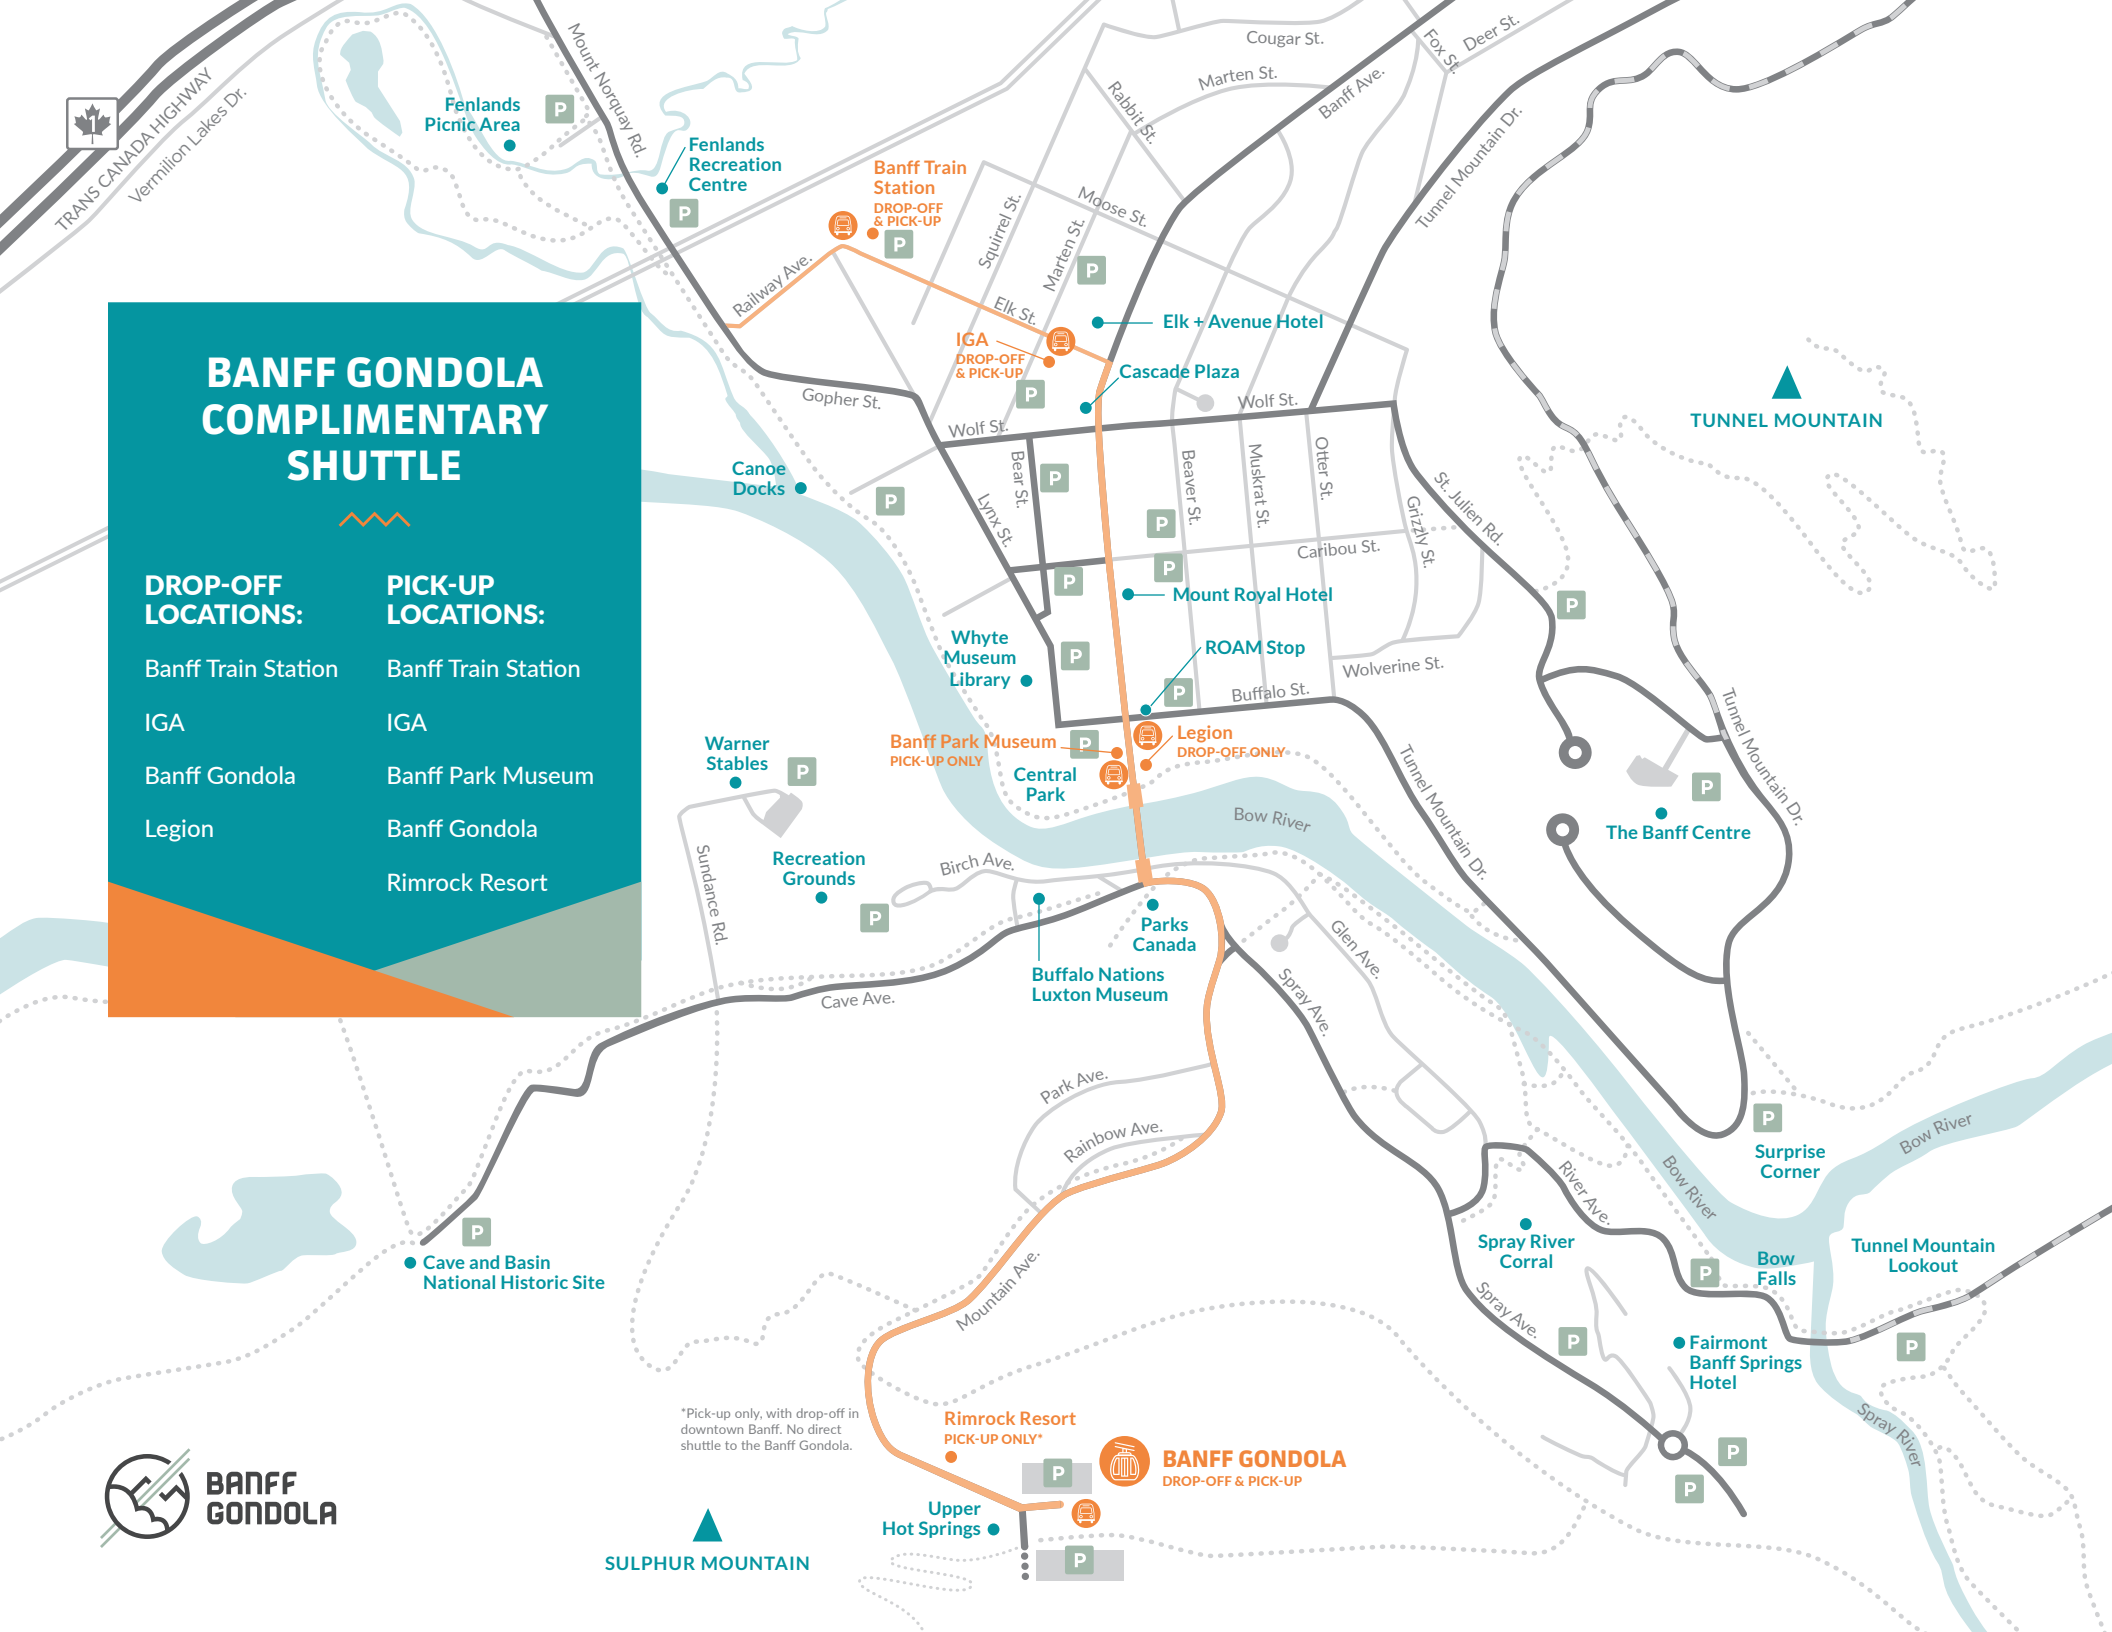 BANFF GONDOLA
COMPLIMENTARY
SHUTTLE
DROP-OFF
LOCATIONS:
Banff Train Station
IGA
Banff Gondola
Legion
PICK-UP
LOCATIONS:
Banff Train Station
IGA
Banff Park Museum
Banff Gondola
Rimrock Resort
1
TRANS CANADA HIGHWAY
Vermilion Lakes Dr.
Fenlands
Picnic Area
P
Mount Norquay Rd.
Fenlands
Recreation
Centre
P
Banff Train
Station
DROP-OFF
& PICK-UP
P
Railway Ave.
Squirrel St.
Marten St.
Moose St.
Rabbit St.
Marten St.
Cougar St.
Banff Ave.
Fox St.
Deer St.
Tunnel Mountain Dr.
P
Elk St.
Elk + Avenue Hotel
IGA
DROP-OFF
& PICK-UP
P
Cascade Plaza
Gopher St.
Wolf St.
Wolf St.
TUNNEL MOUNTAIN
Canoe
Docks
P
Lynx St.
Bear St.
P
Beaver St.
Muskrat St.
Otter St.
Grizzly St.
St. Julien Rd.
P
Caribou St.
P
P
Mount Royal Hotel
P
Whyte
Museum
Library
P
ROAM Stop
Wolverine St.
P
Buffalo St.
Banff Park Museum
PICK-UP ONLY
P
Legion
DROP-OFF ONLY
Central
Park
Warner
Stables
P
Bow River
Tunnel Mountain Dr.
Tunnel Mountain Dr.
P
The Banff Centre
Sundance Rd.
Recreation
Grounds
P
Birch Ave.
Parks
Canada
Buffalo Nations
Luxton Museum
Glen Ave.
Spray Ave.
Cave Ave.
Park Ave.
Rainbow Ave.
P
Surprise
Corner
Bow River
Bow River
River Ave.
P
Cave and Basin
National Historic Site
Spray River
Corral
P
Bow
Falls
Tunnel Mountain
Lookout
Mountain Ave.
Spray Ave.
P
Fairmont
Banff Springs
Hotel
P
Spray River
P
P
*Pick-up only, with drop-off in
downtown Banff. No direct
shuttle to the Banff Gondola.
Rimrock Resort
PICK-UP ONLY*
P
BANFF GONDOLA
DROP-OFF & PICK-UP
Upper
Hot Springs
P
SULPHUR MOUNTAIN
BANFF
GONDOLA